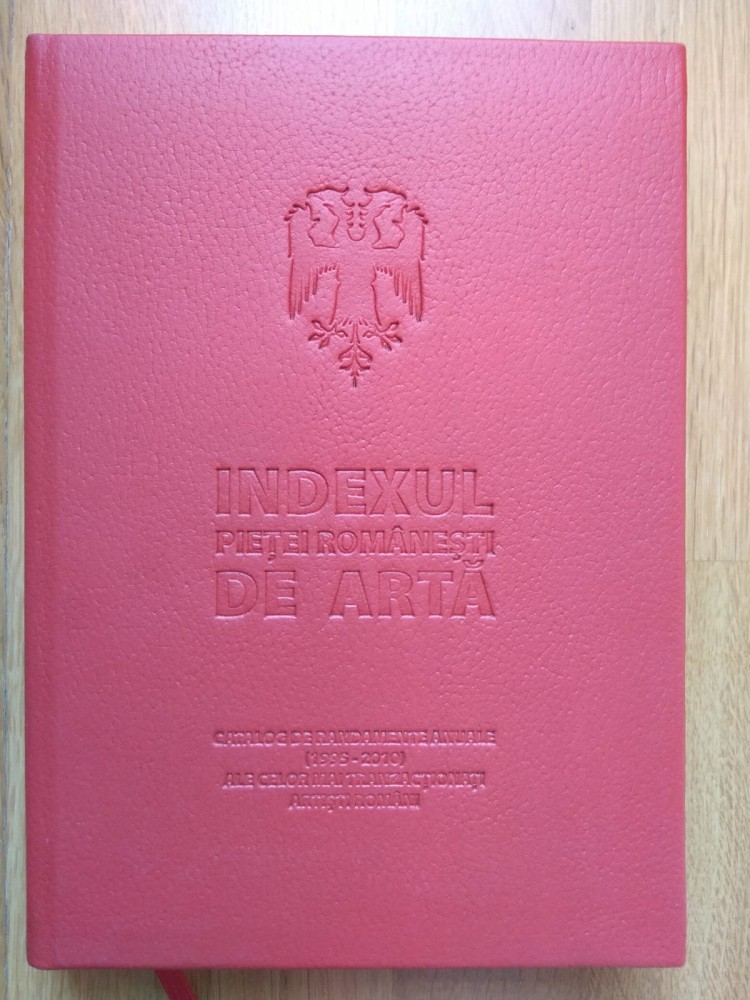 INDEXUL
PIEȚEI ROMÂNEȘTI
DE ARTĂ
CATALOG DE RANDAMENTE ANUALE
(1995-2010)
ALE CELOR MAI TRANZACȚIONAȚI
ARTIȘTI ROMÂNI